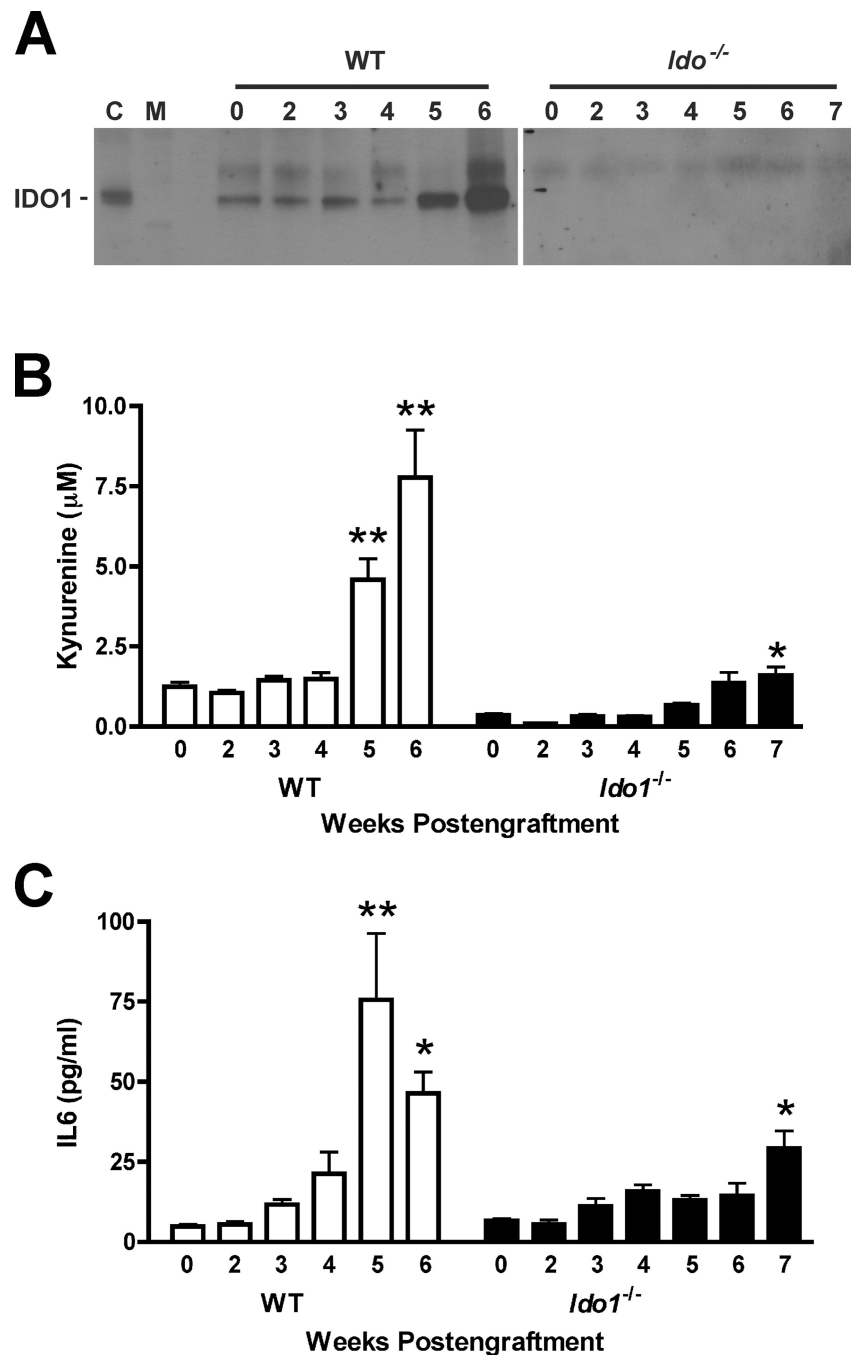 A
WT Ido -/-
C M 0 2 3 4 5 6 0 2 3 4 5 6 7
IDO1 -
B
10.0
7.5
5.0
2.5
0.0
Kynurenine (μM)
** ** *
0 2 3 4 5 6 0 2 3 4 5 6 7
WT Ido1-/-
Weeks Postengraftment
C
100
75
50
25
0
IL6 (pg/ml)
** * *
0 2 3 4 5 6 0 2 3 4 5 6 7
WT Ido1-/-
Weeks Postengraftment